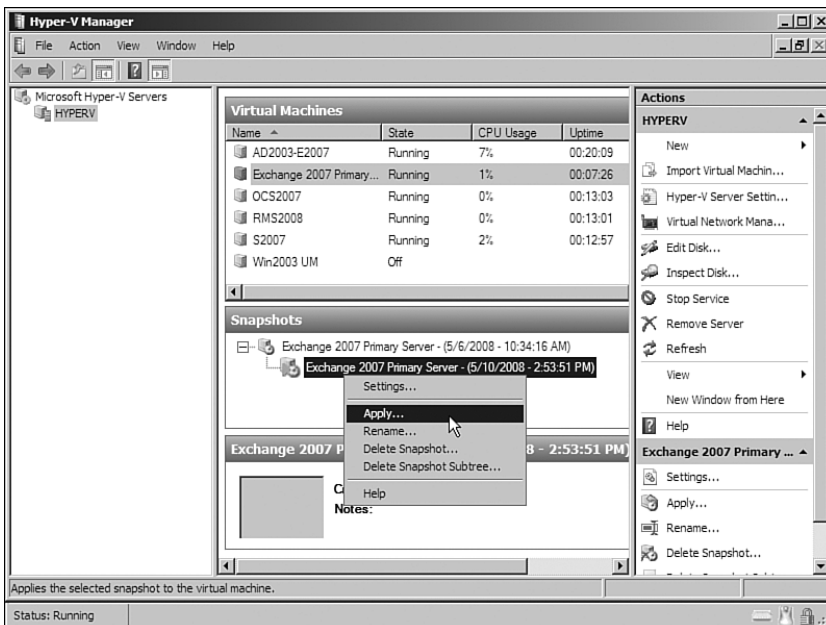 Hyper-V Manager
File Action View Window Help
Microsoft Hyper-V Servers
HYPERV
Virtual Machines
Name State CPU Usage Uptime
AD2003-E2007 Running 7% 00:20:09
Exchange 2007 Primary... Running 1% 00:07:26
OCS2007 Running 0% 00:13:03
RMS2008 Running 0% 00:13:01
S2007 Running 2% 00:12:57
Win2003 UM Off
Snapshots
Exchange 2007 Primary Server - (5/6/2008 - 10:34:16 AM)
Exchange 2007 Primary Server - (5/10/2008 - 2:53:51 PM)
Settings...
Apply...
Rename...
Delete Snapshot...
Delete Snapshot Subtree...
Help
Exchange 2007 P
8 - 2:53:51 PM)
Notes:
Actions
HYPERV
New
Import Virtual Machin...
Hyper-V Server Settin...
Virtual Network Mana...
Edit Disk...
Inspect Disk...
Stop Service
Remove Server
Refresh
View
New Window from Here
Help
Exchange 2007 Primary ...
Settings...
Apply...
Rename...
Delete Snapshot...
Applies the selected snapshot to the virtual machine.
Status: Running